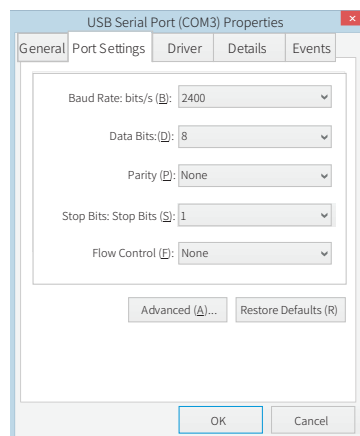 USB Serial Port (COM3) Properties
×
General Port Settings Driver Details Events
Baud Rate: bits/s (B): 2400
Data Bits:(D): 8
Parity (P): None
Stop Bits: Stop Bits (S): 1
Flow Control (F): None
Advanced (A)... Restore Defaults (R)
OK Cancel